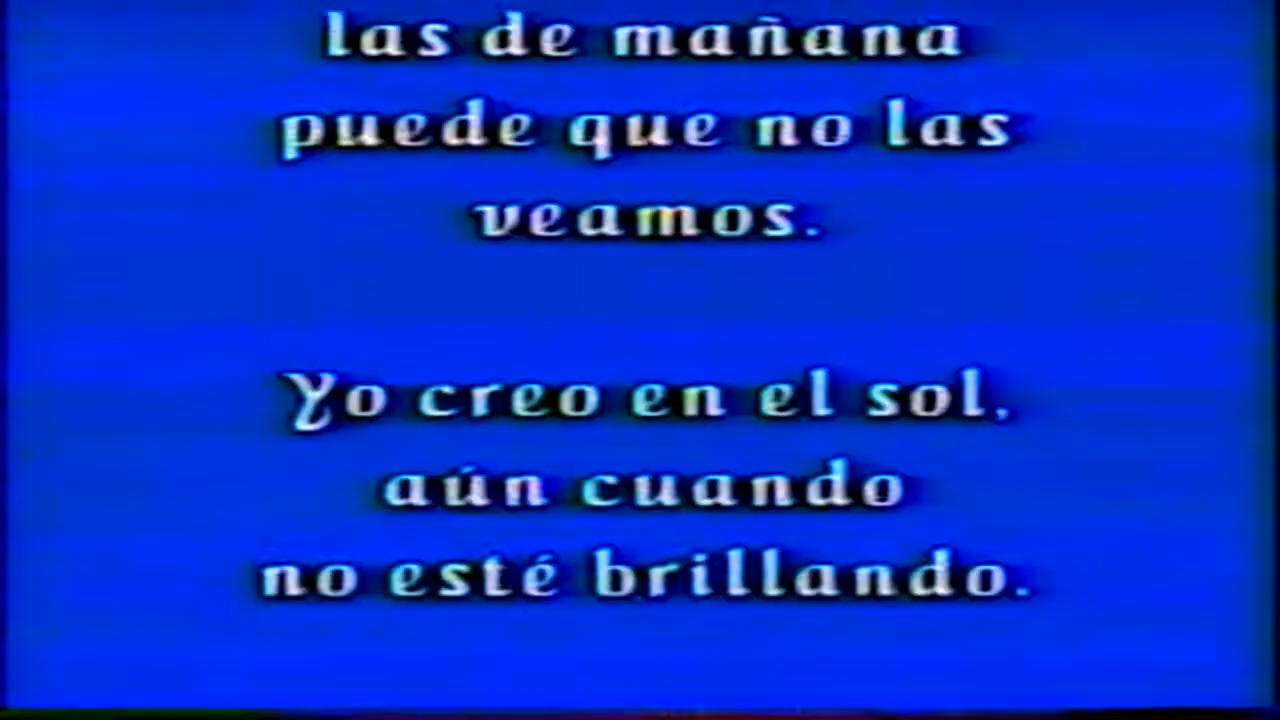 las de mañana
puede que no las
veamos.
Yo creo en el sol,
aún cuando
no esté brillando.